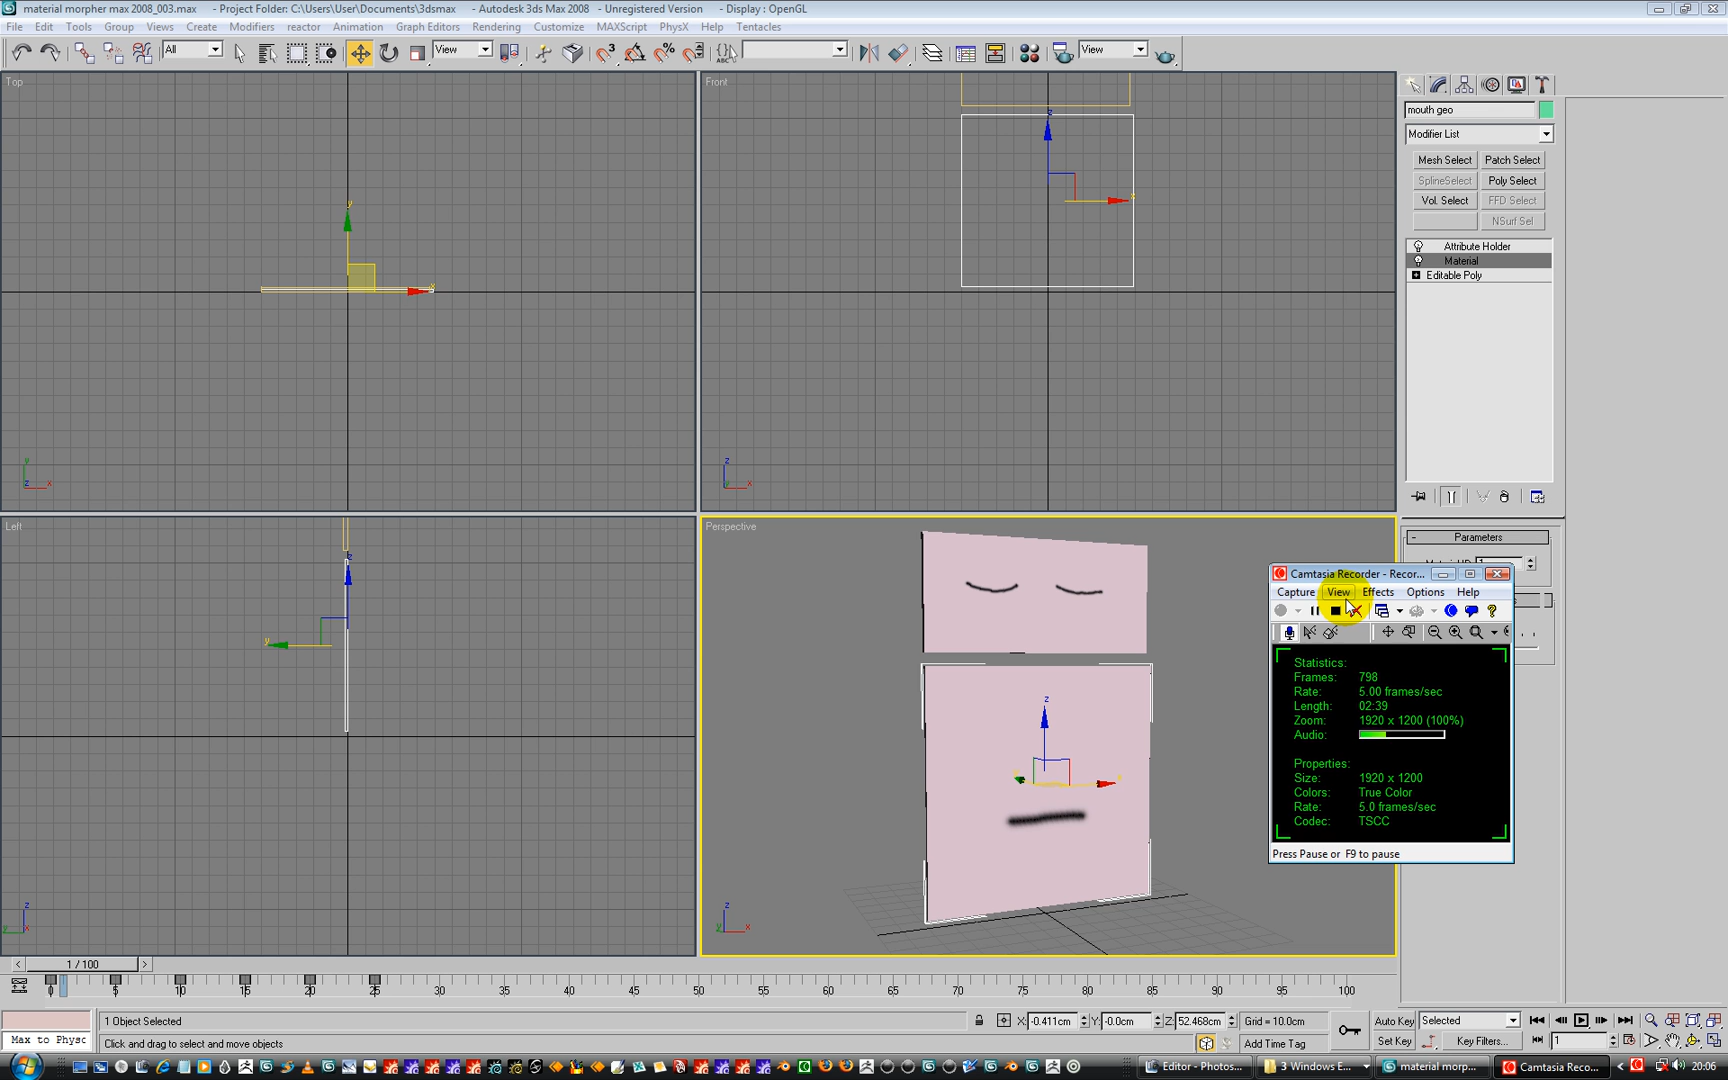 material morpher max 2008_003.max - Project Folder: C:\Users\User\Documents\3dsmax - Autodesk 3ds Max 2008 - Unregistered Version - Display : OpenGL
File Edit Tools Group Views Create Modifiers reactor Animation Graph Editors Rendering Customize MAXScript PhysX Help Tentacles
All View View
Top
Front
mouth geo
Modifier List
Mesh Select Patch Select
SplineSelect Poly Select
Vol. Select FFD Select
NSurf Sel
Attribute Holder
Material
Editable Poly
Left
Perspective
- Parameters
Camtasia Recorder - Recor...
Capture View Effects Options Help
Statistics:
Frames: 798
Rate: 5.00 frames/sec
Length: 02:39
Zoom: 1920 x 1200 (100%)
Audio:
Properties:
Size: 1920 x 1200
Colors: True Color
Rate: 5.0 frames/sec
Codec: TSCC
Press Pause or F9 to pause
1 / 100
0 5 10 15 20 25 30 35 40 45 50 55 60 65 70 75 80 85 90 95 100
1 Object Selected
X: -0.411cm Y: -0.0cm Z: 52.468cm Grid = 10.0cm
Auto Key Selected
Max to Physc
Click and drag to select and move objects
Add Time Tag
Set Key Key Filters... 1
Editor - Photos... 3 Windows E... material morp... Camtasia Reco... 20:06